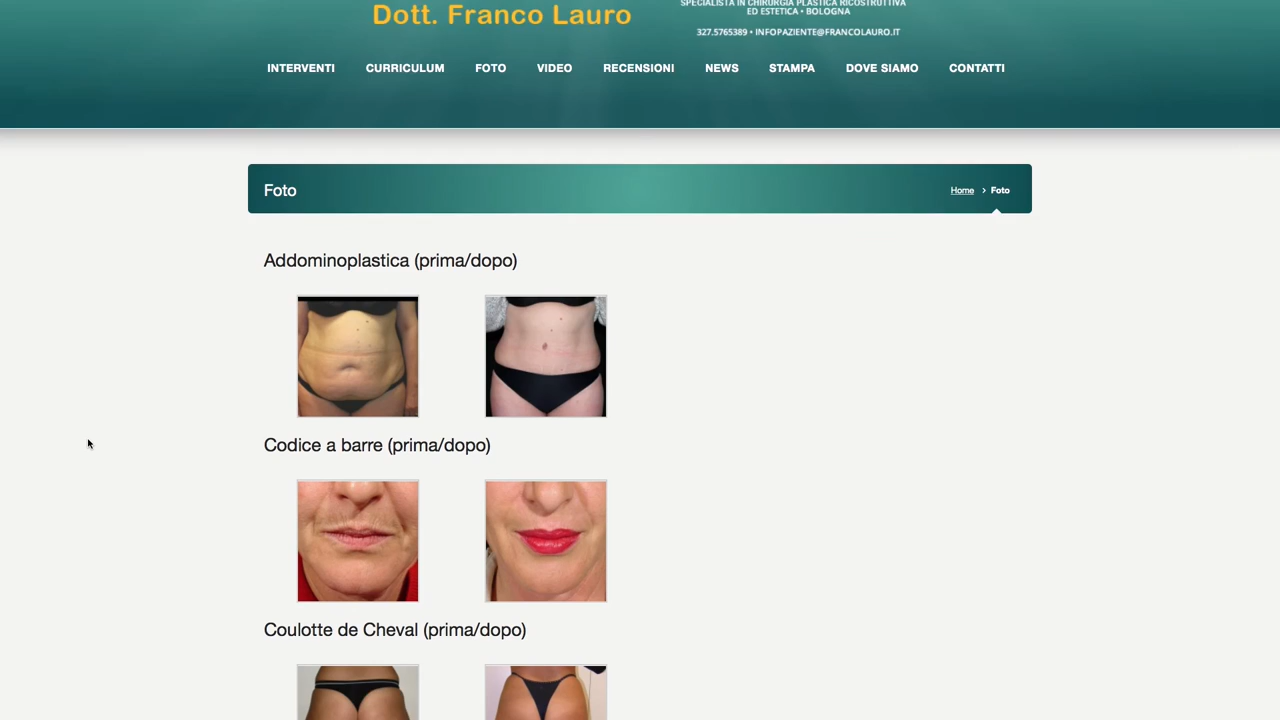 Dott. Franco Lauro
SPECIALISTA IN CHIRURGIA PLASTICA RICOSTRUTTIVA
ED ESTETICA • BOLOGNA
327.5765389 • INFOPAZIENTE@FRANCOLAURO.IT
INTERVENTI CURRICULUM FOTO VIDEO RECENSIONI NEWS STAMPA DOVE SIAMO CONTATTI
Foto
Home › Foto
Addominoplastica (prima/dopo)
Codice a barre (prima/dopo)
Coulotte de Cheval (prima/dopo)